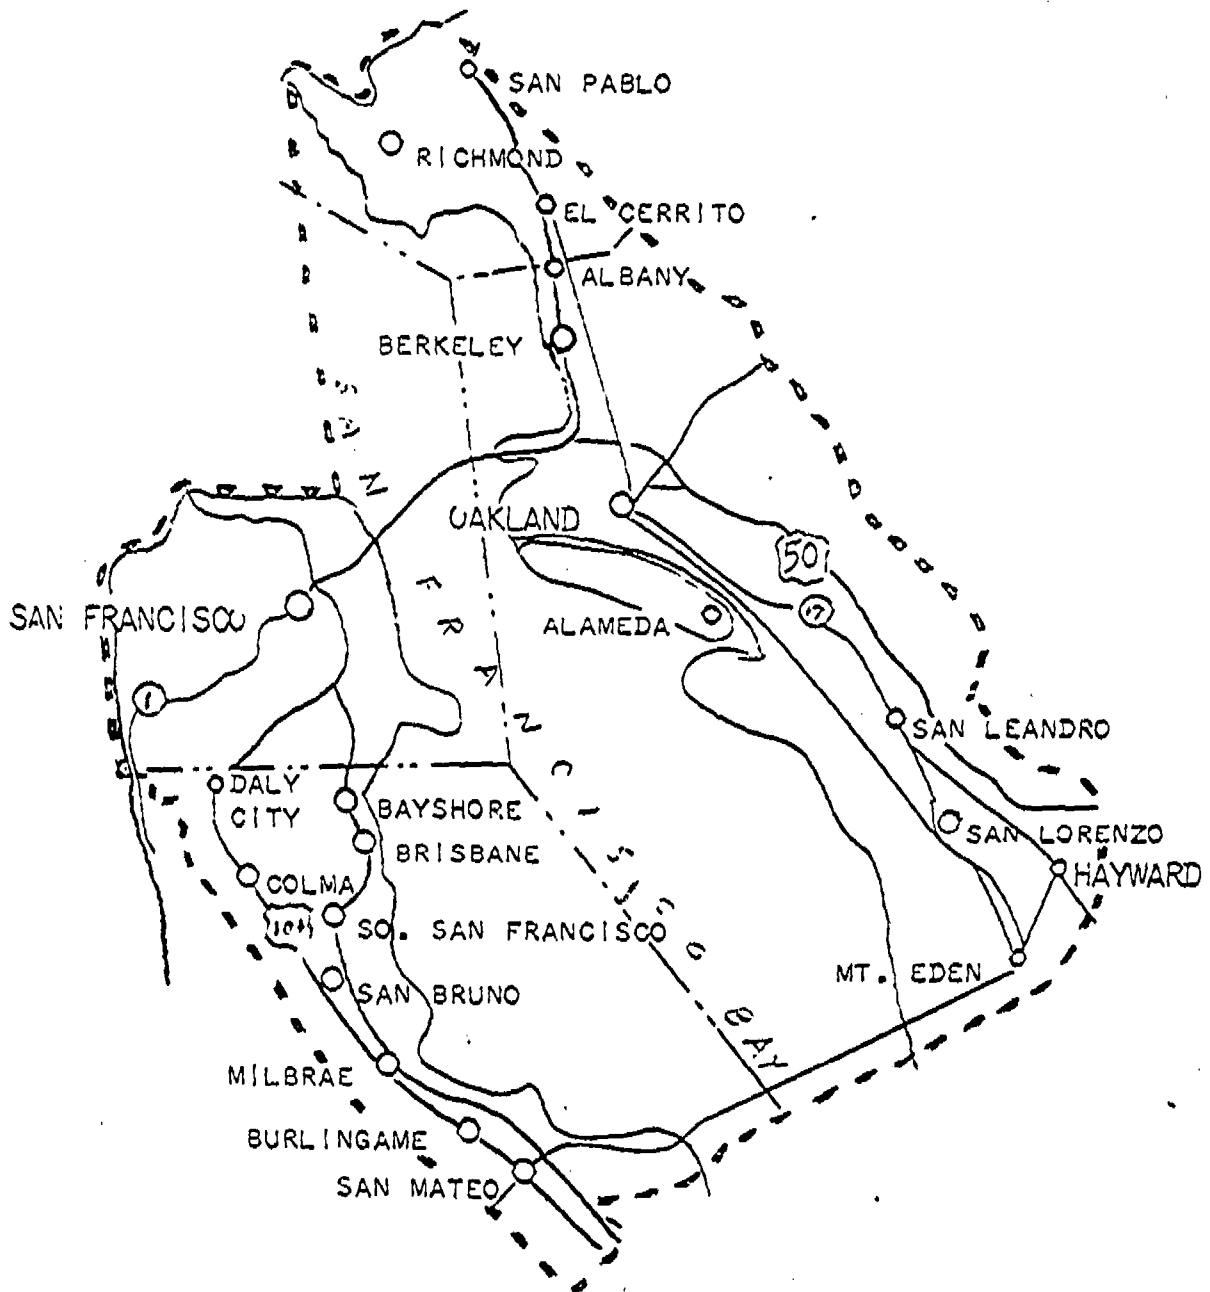 SAN PABLO
RICHMOND
EL CERRITO
ALBANY
BERKELEY
OAKLAND
50
SAN FRANCISCO
ALAMEDA
17
1
SAN LEANDRO
DALY
CITY
BAYSHORE
BRISBANE
SAN LORENZO
HAYWARD
COLMA
SO. SAN FRANCISCO
MT. EDEN
SAN BRUNO
SAN FRANCISCO BAY
MILBRAE
BURLINGAME
SAN MATEO